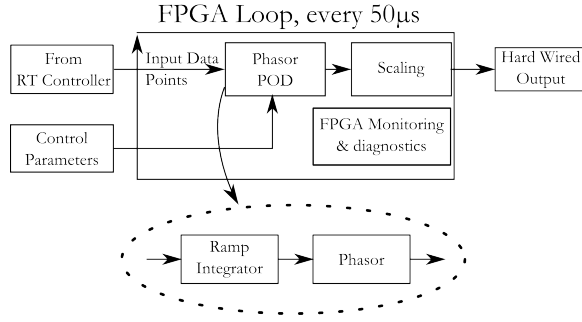 FPGA Loop, every 50µs
From
RT Controller
Input Data
Points
Phasor
POD
Scaling
Hard Wired
Output
Control
Parameters
FPGA Monitoring
& diagnostics
Ramp
Integrator
Phasor